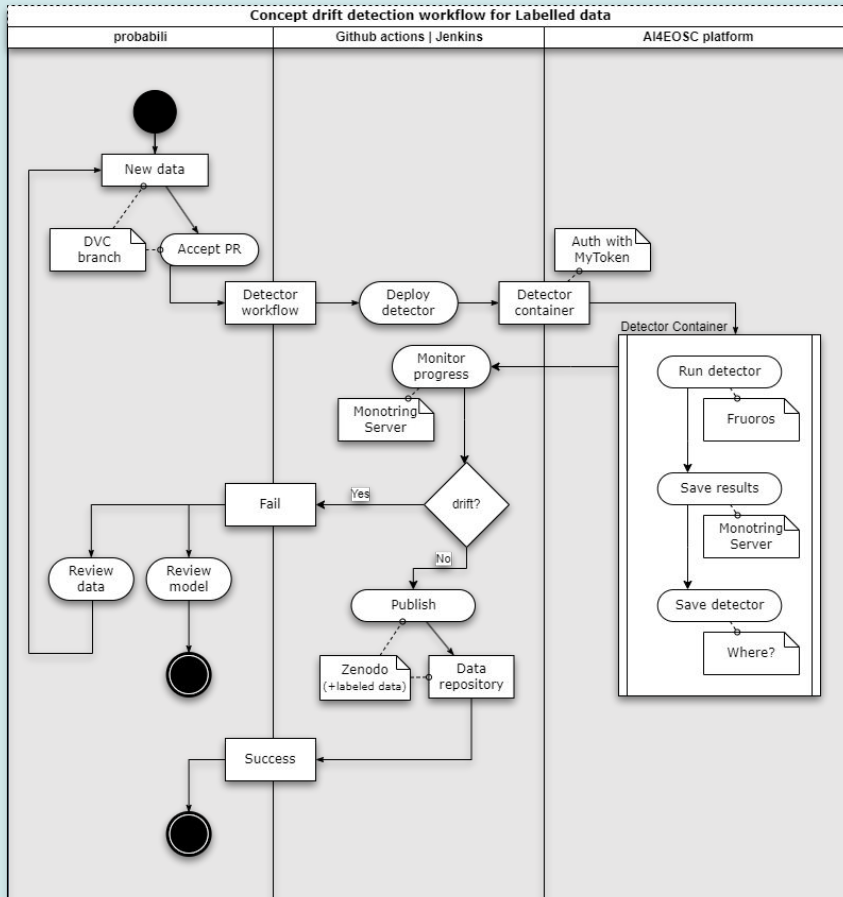 Concept drift detection workflow for Labelled data
probabili
Github actions | Jenkins
AI4EOSC platform
New data
DVC
branch
Accept PR
Auth with
MyToken
Detector
workflow
Deploy
detector
Detector
container
Detector Container
Monitor
progress
Run detector
Monotring
Server
Fruoros
Yes
drift?
Save results
Fail
Monotring
Server
No
Review
data
Review
model
Publish
Save detector
Where?
Zenodo
(+labeled data)
Data
repository
Success